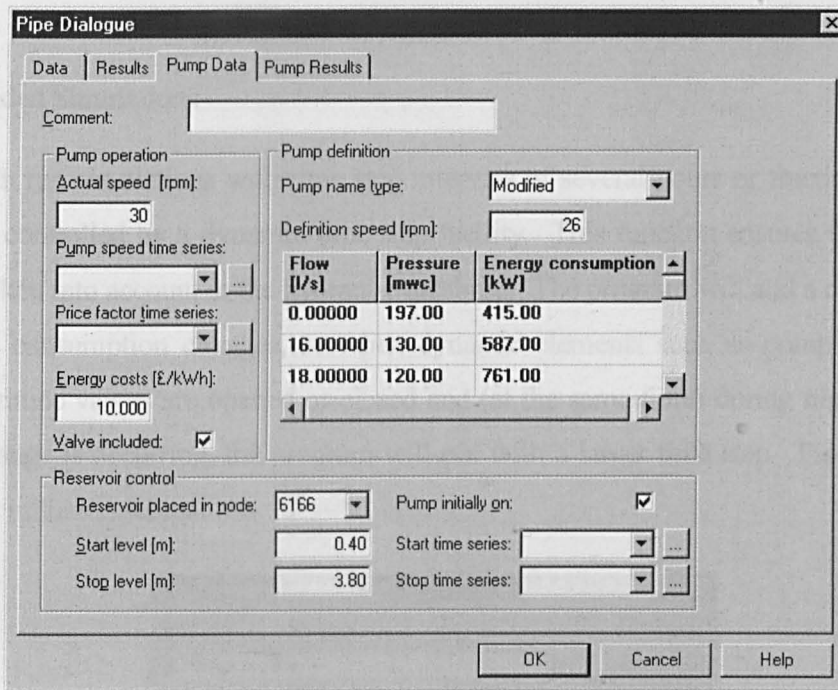 Pipe Dialogue
Data Results Pump Data Pump Results
Comment:
Pump operation
Actual speed [rpm]:
30
Pump speed time series:
Price factor time series:
Energy costs [£/kWh]:
10.000
Valve included:
Pump definition
Pump name type: Modified
Definition speed [rpm]: 26
Flow [l/s] Pressure [mwc] Energy consumption [kW]
0.00000 197.00 415.00
16.00000 130.00 587.00
18.00000 120.00 761.00
Reservoir control
Reservoir placed in node: 6166 Pump initially on:
Start level [m]: 0.40 Start time series: ...
Stop level [m]: 3.80 Stop time series: ...
OK Cancel Help